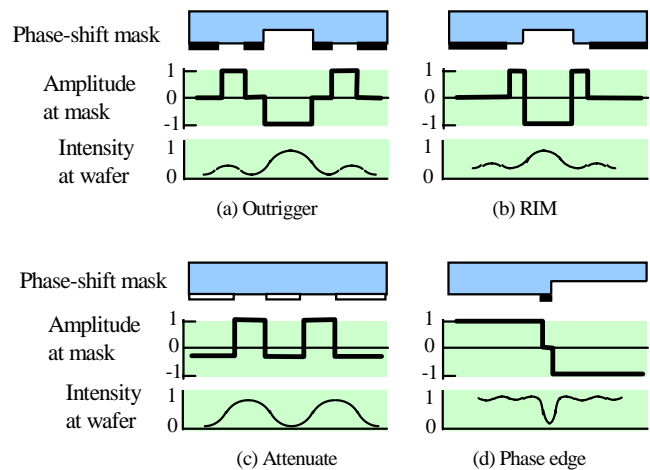 Phase-shift mask
Amplitude
at mask
1
0
-1
1
0
-1
Intensity
at wafer
1
0
1
0
(a) Outrigger
(b) RIM
Phase-shift mask
Amplitude
at mask
1
0
-1
1
0
-1
Intensity
at wafer
1
0
1
0
(c) Attenuate
(d) Phase edge